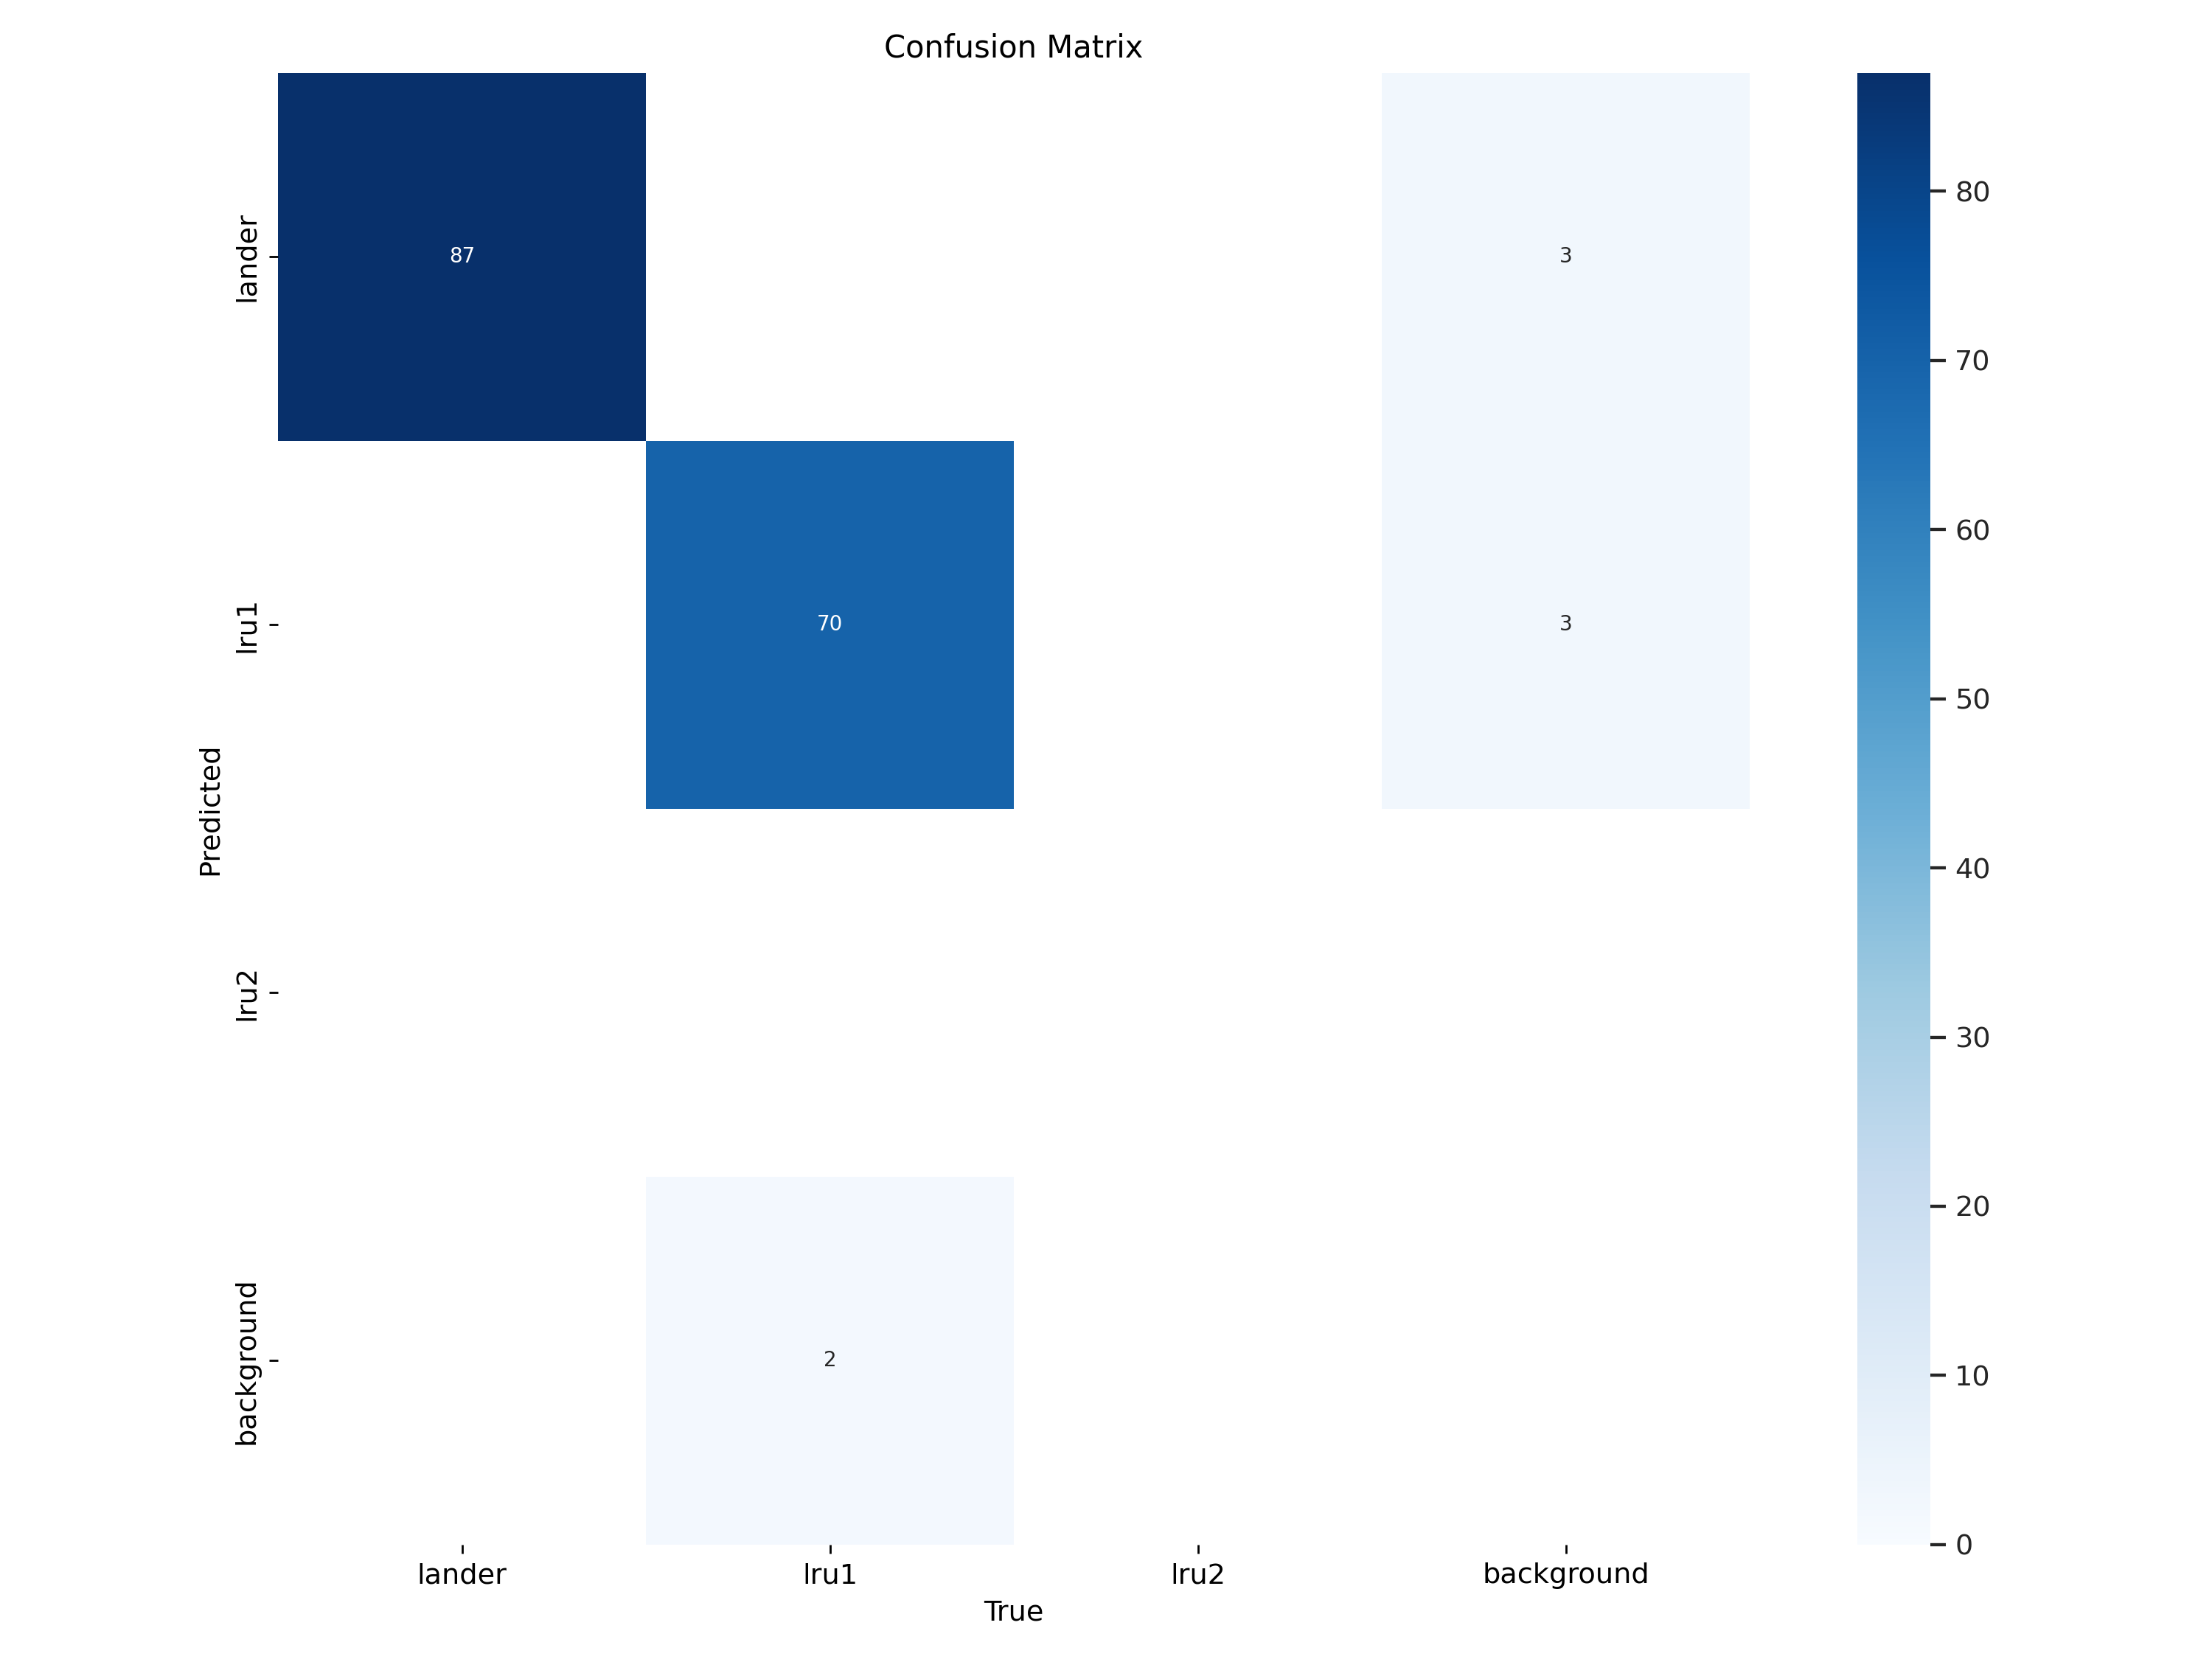 Confusion Matrix
lander
lru1
lru2
background
Predicted
87
3
70
3
2
lander
lru1
lru2
background
True
80
70
60
50
40
30
20
10
0